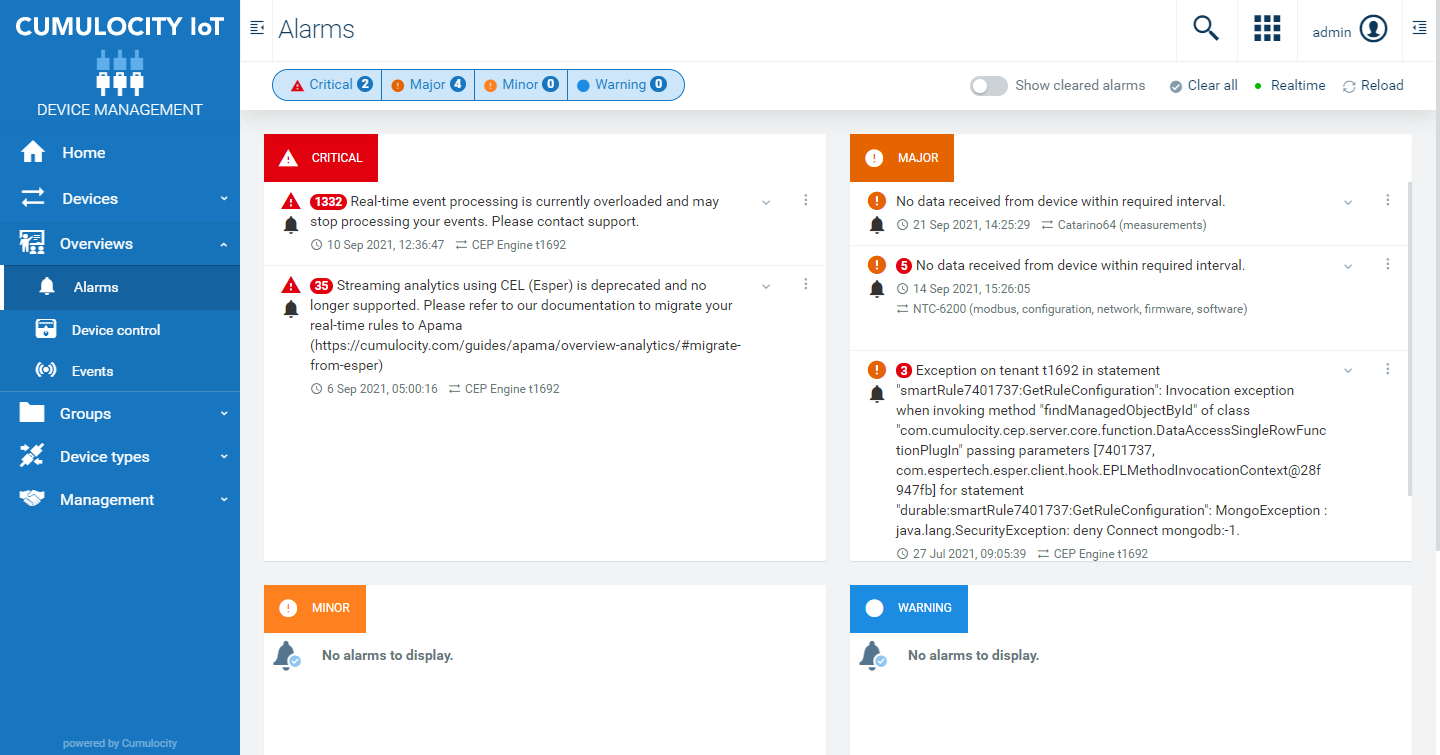 CUMULOCITY IoT
DEVICE MANAGEMENT
Home
Devices
Overviews
Alarms
Device control
Events
Groups
Device types
Management
powered by Cumulocity
Alarms
admin
Critical 2
Major 4
Minor 0
Warning 0
Show cleared alarms
Clear all
Realtime
Reload
CRITICAL
1332 Real-time event processing is currently overloaded and may
stop processing your events. Please contact support.
10 Sep 2021, 12:36:47 CEP Engine t1692
35 Streaming analytics using CEL (Esper) is deprecated and no
longer supported. Please refer to our documentation to migrate your
real-time rules to Apama
(https://cumulocity.com/guides/apama/overview-analytics/#migrate-
from-esper)
6 Sep 2021, 05:00:16 CEP Engine t1692
MAJOR
No data received from device within required interval.
21 Sep 2021, 14:25:29 Catarino64 (measurements)
5 No data received from device within required interval.
14 Sep 2021, 15:26:05
NTC-6200 (modbus, configuration, network, firmware, software)
3 Exception on tenant t1692 in statement
"smartRule7401737:GetRuleConfiguration": Invocation exception
when invoking method "findManagedObjectById" of class
"com.cumulocity.cep.server.core.function.DataAccessSingleRowFunc
tionPlugIn" passing parameters [7401737,
com.espertech.esper.client.hook.EPLMethodInvocationContext@28f
947fb] for statement
"durable:smartRule7401737:GetRuleConfiguration": MongoException :
java.lang.SecurityException: deny Connect mongodb:-1.
27 Jul 2021, 09:05:39 CEP Engine t1692
MINOR
No alarms to display.
WARNING
No alarms to display.